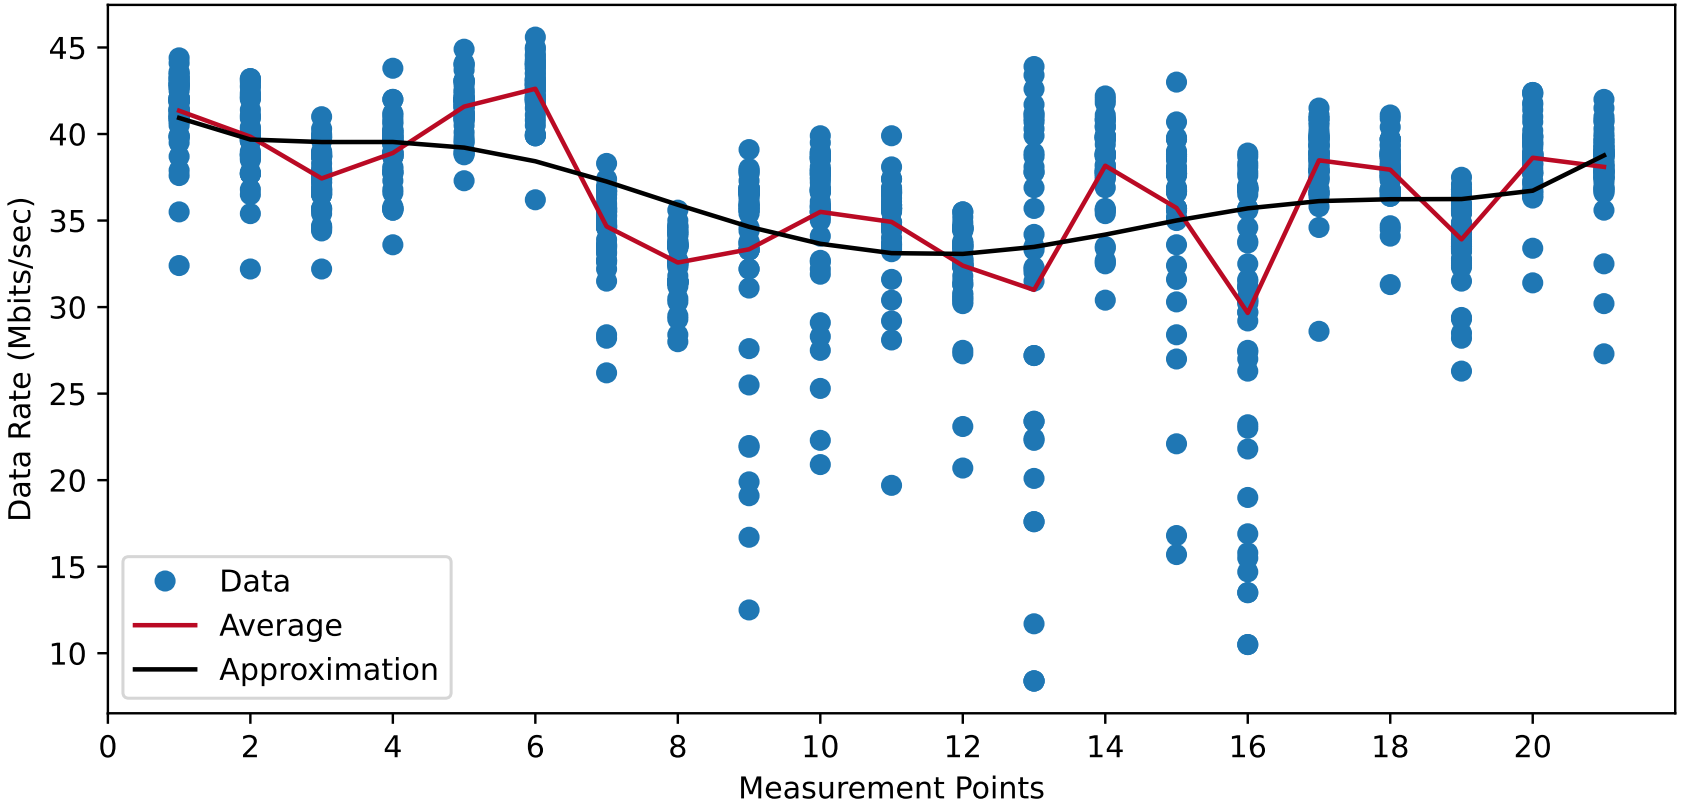 45
40
35
30
25
20
15
10
Data Rate (Mbits/sec)
Data
Average
Approximation
0 2 4 6 8 10 12 14 16 18 20
Measurement Points